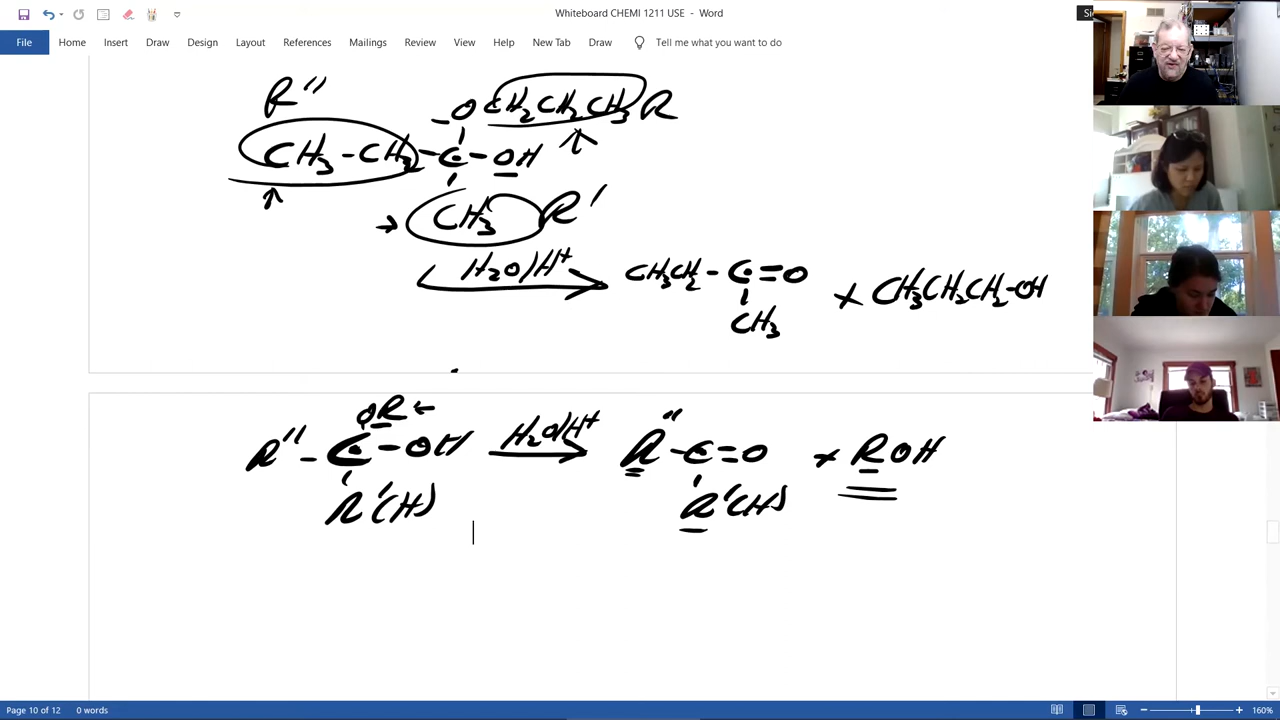 Whiteboard CHEMI 1211 USE - Word
Si
File Home Insert Draw Design Layout References Mailings Review View Help New Tab Draw Tell me what you want to do
R''
O CH2CH2CH3 R
CH3-CH2-C-OH
CH3 R'
H2O/H+
CH3CH2-C=O + CH3CH2CH2-OH
CH3
OR ←
R''-C-OH H2O/H+ R''-C=O + ROH
R'(H) R'(H)
Page 10 of 12 0 words 160%